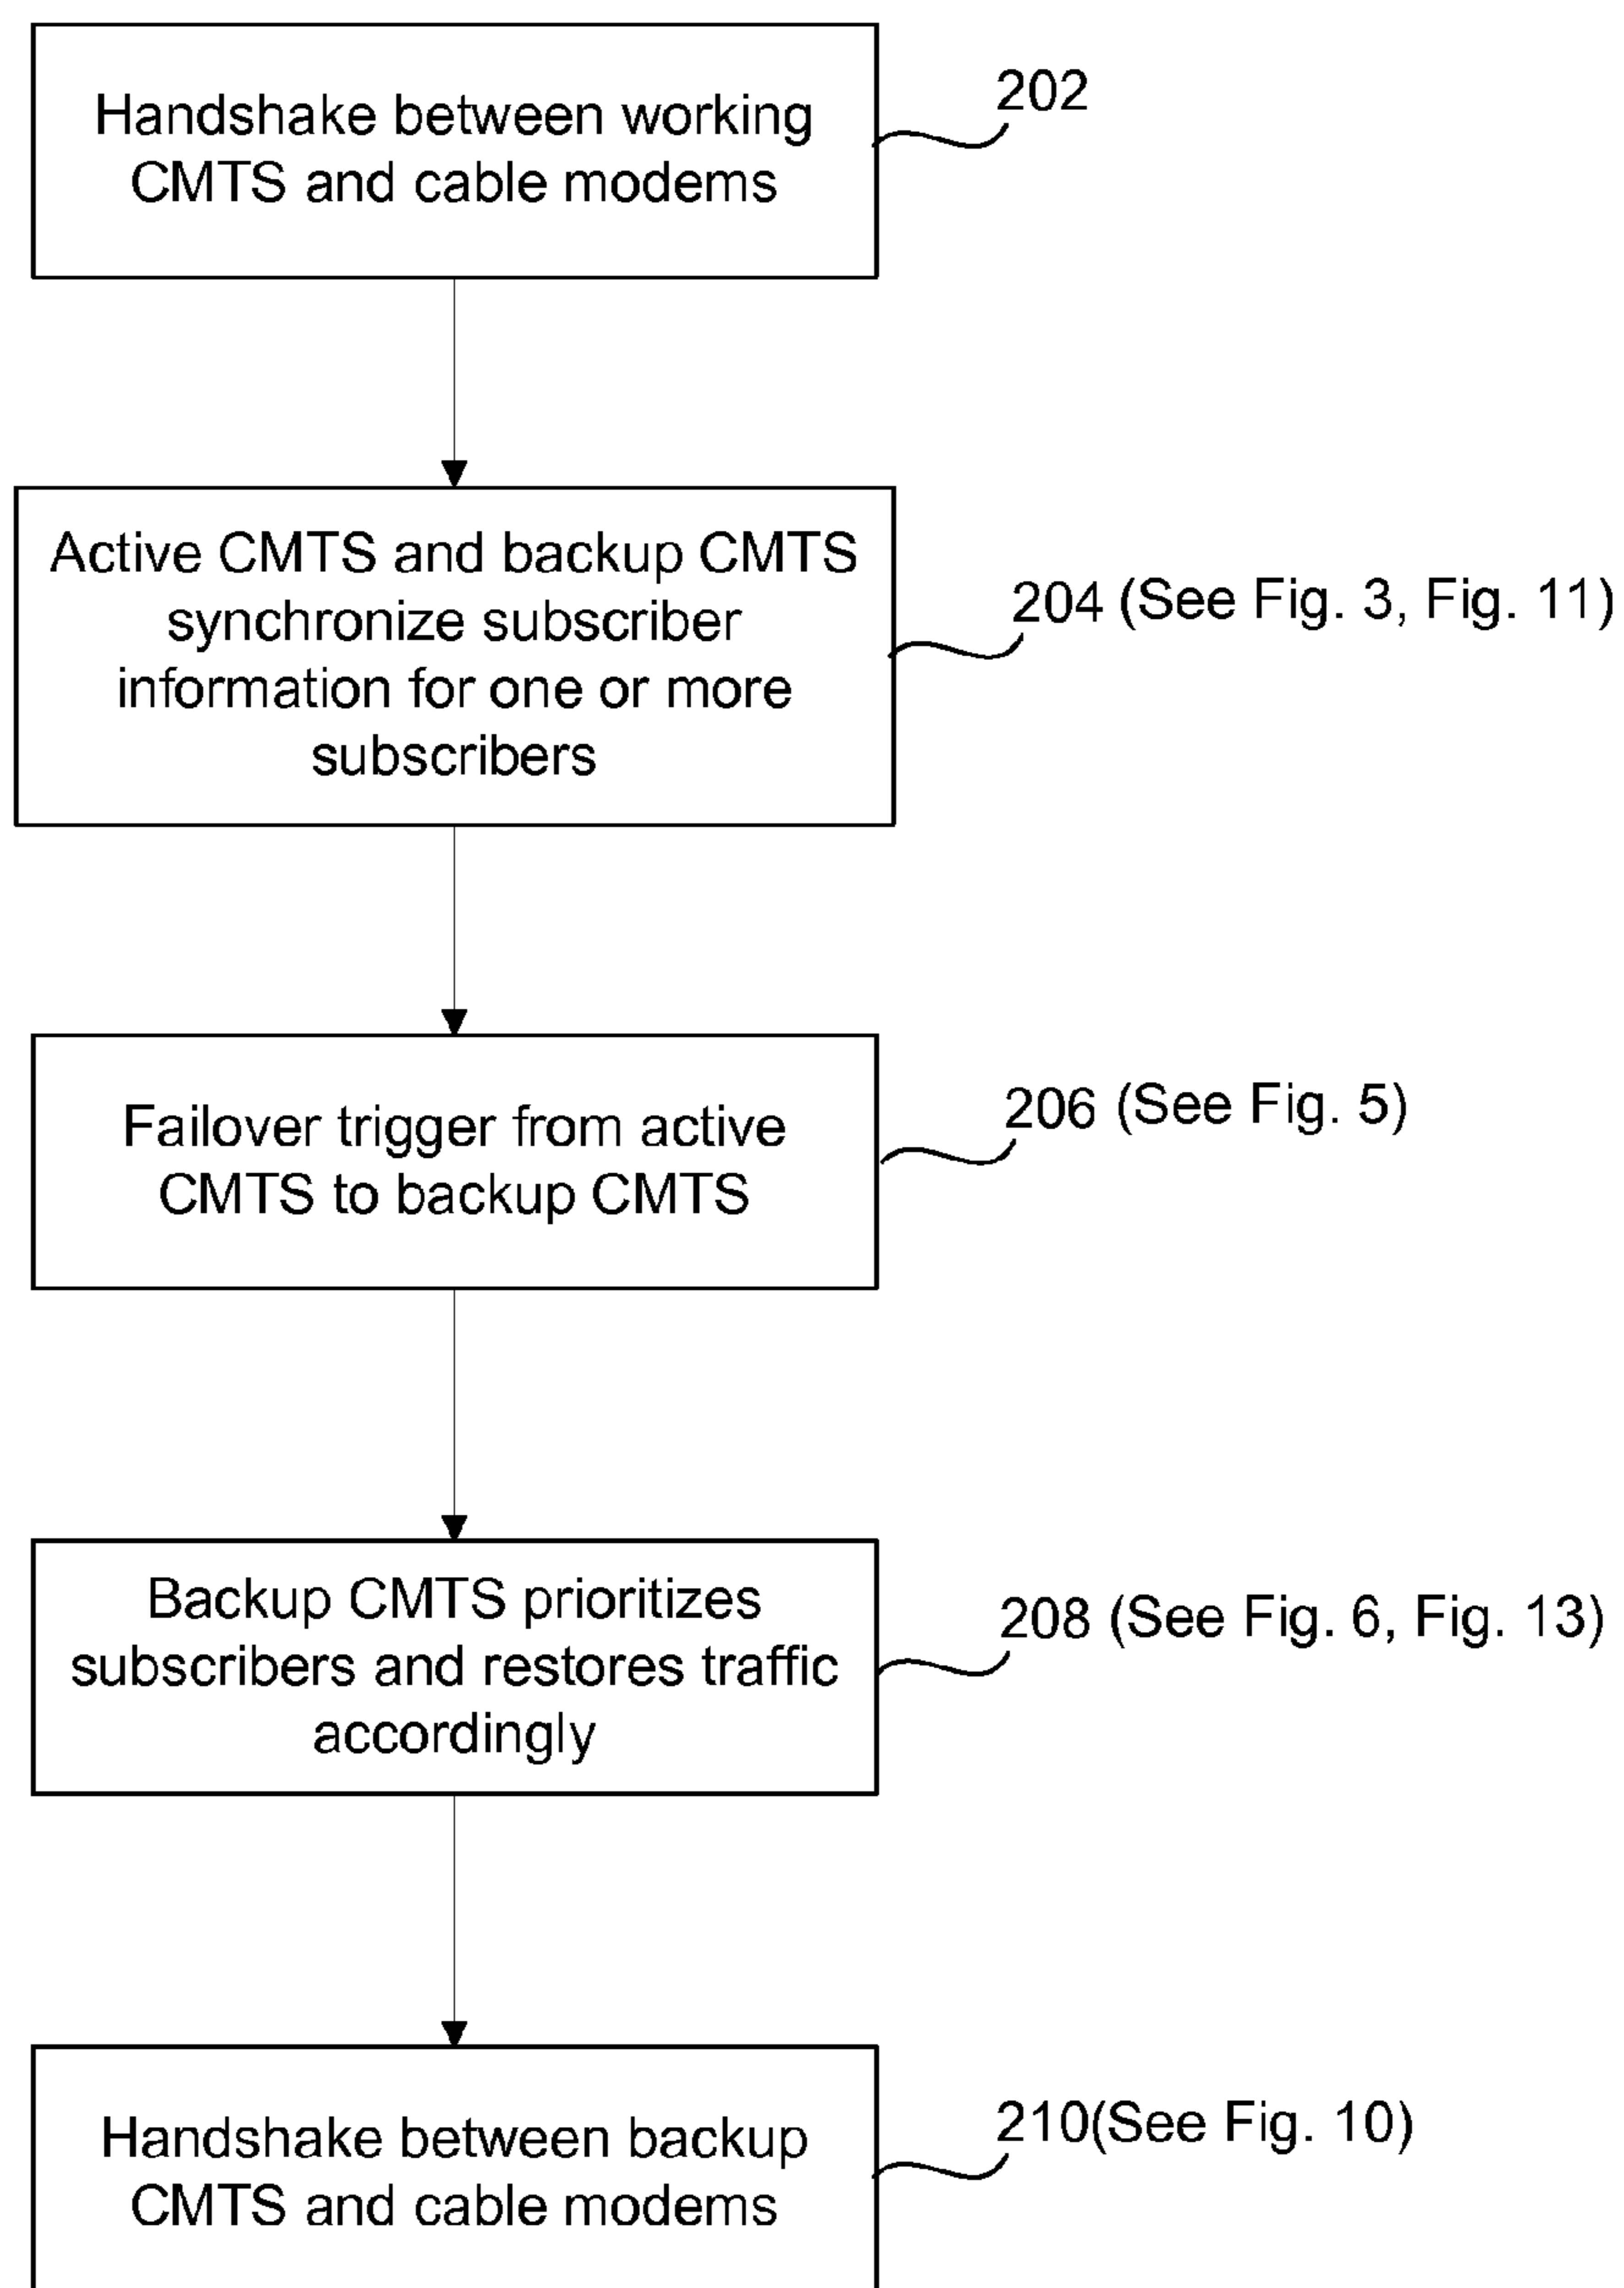 Handshake between working
CMTS and cable modems
202
Active CMTS and backup CMTS
synchronize subscriber
information for one or more
subscribers
204 (See Fig. 3, Fig. 11)
Failover trigger from active
CMTS to backup CMTS
206 (See Fig. 5)
Backup CMTS prioritizes
subscribers and restores traffic
accordingly
208 (See Fig. 6, Fig. 13)
Handshake between backup
CMTS and cable modems
210(See Fig. 10)